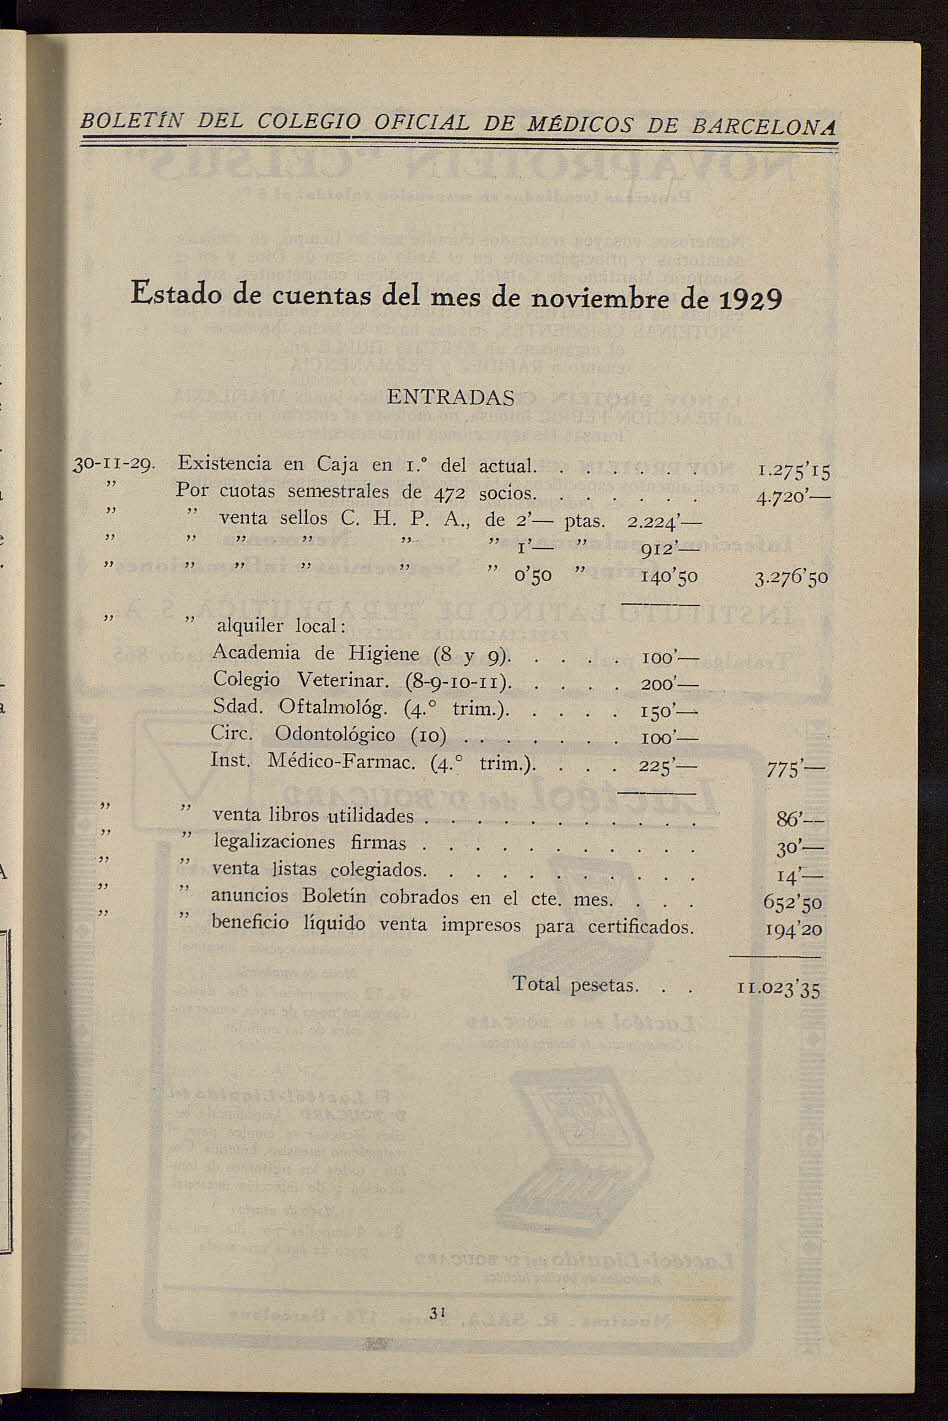 BOLETÍN DEL COLEGIO OFICIAL DE MÉDICOS DE BARCELONA
Estado de cuentas del mes de noviembre de 1929
ENTRADAS
30-11-29. Existencia en Caja en 1.º del actual. . . . . . . 1.275'15
” Por cuotas semestrales de 472 socios. . . . . . . 4.720'—
” ” venta sellos C. H. P. A., de 2'— ptas. 2.224'—
” ” ” ” ” ” 1'— ” 912'—
” ” ” ” ” ” 0'50 ” 140'50 3.276'50
” ” alquiler local:
Academia de Higiene (8 y 9). . . . . 100'—
Colegio Veterinar. (8-9-10-11). . . . . 200'—
Sdad. Oftalmológ. (4.º trim.). . . . . 150'—
Circ. Odontológico (10) . . . . . . . 100'—
Inst. Médico-Farmac. (4.º trim.). . . . 225'— 775'—
” ” venta libros utilidades . . . . . . . . . . . 86'—
” ” legalizaciones firmas . . . . . . . . . . . 30'—
” ” venta listas colegiados. . . . . . . . . . . 14'—
” ” anuncios Boletín cobrados en el cte. mes. . . . 652'50
” ” beneficio líquido venta impresos para certificados. 194'20
Total pesetas. . . 11.023'35
31